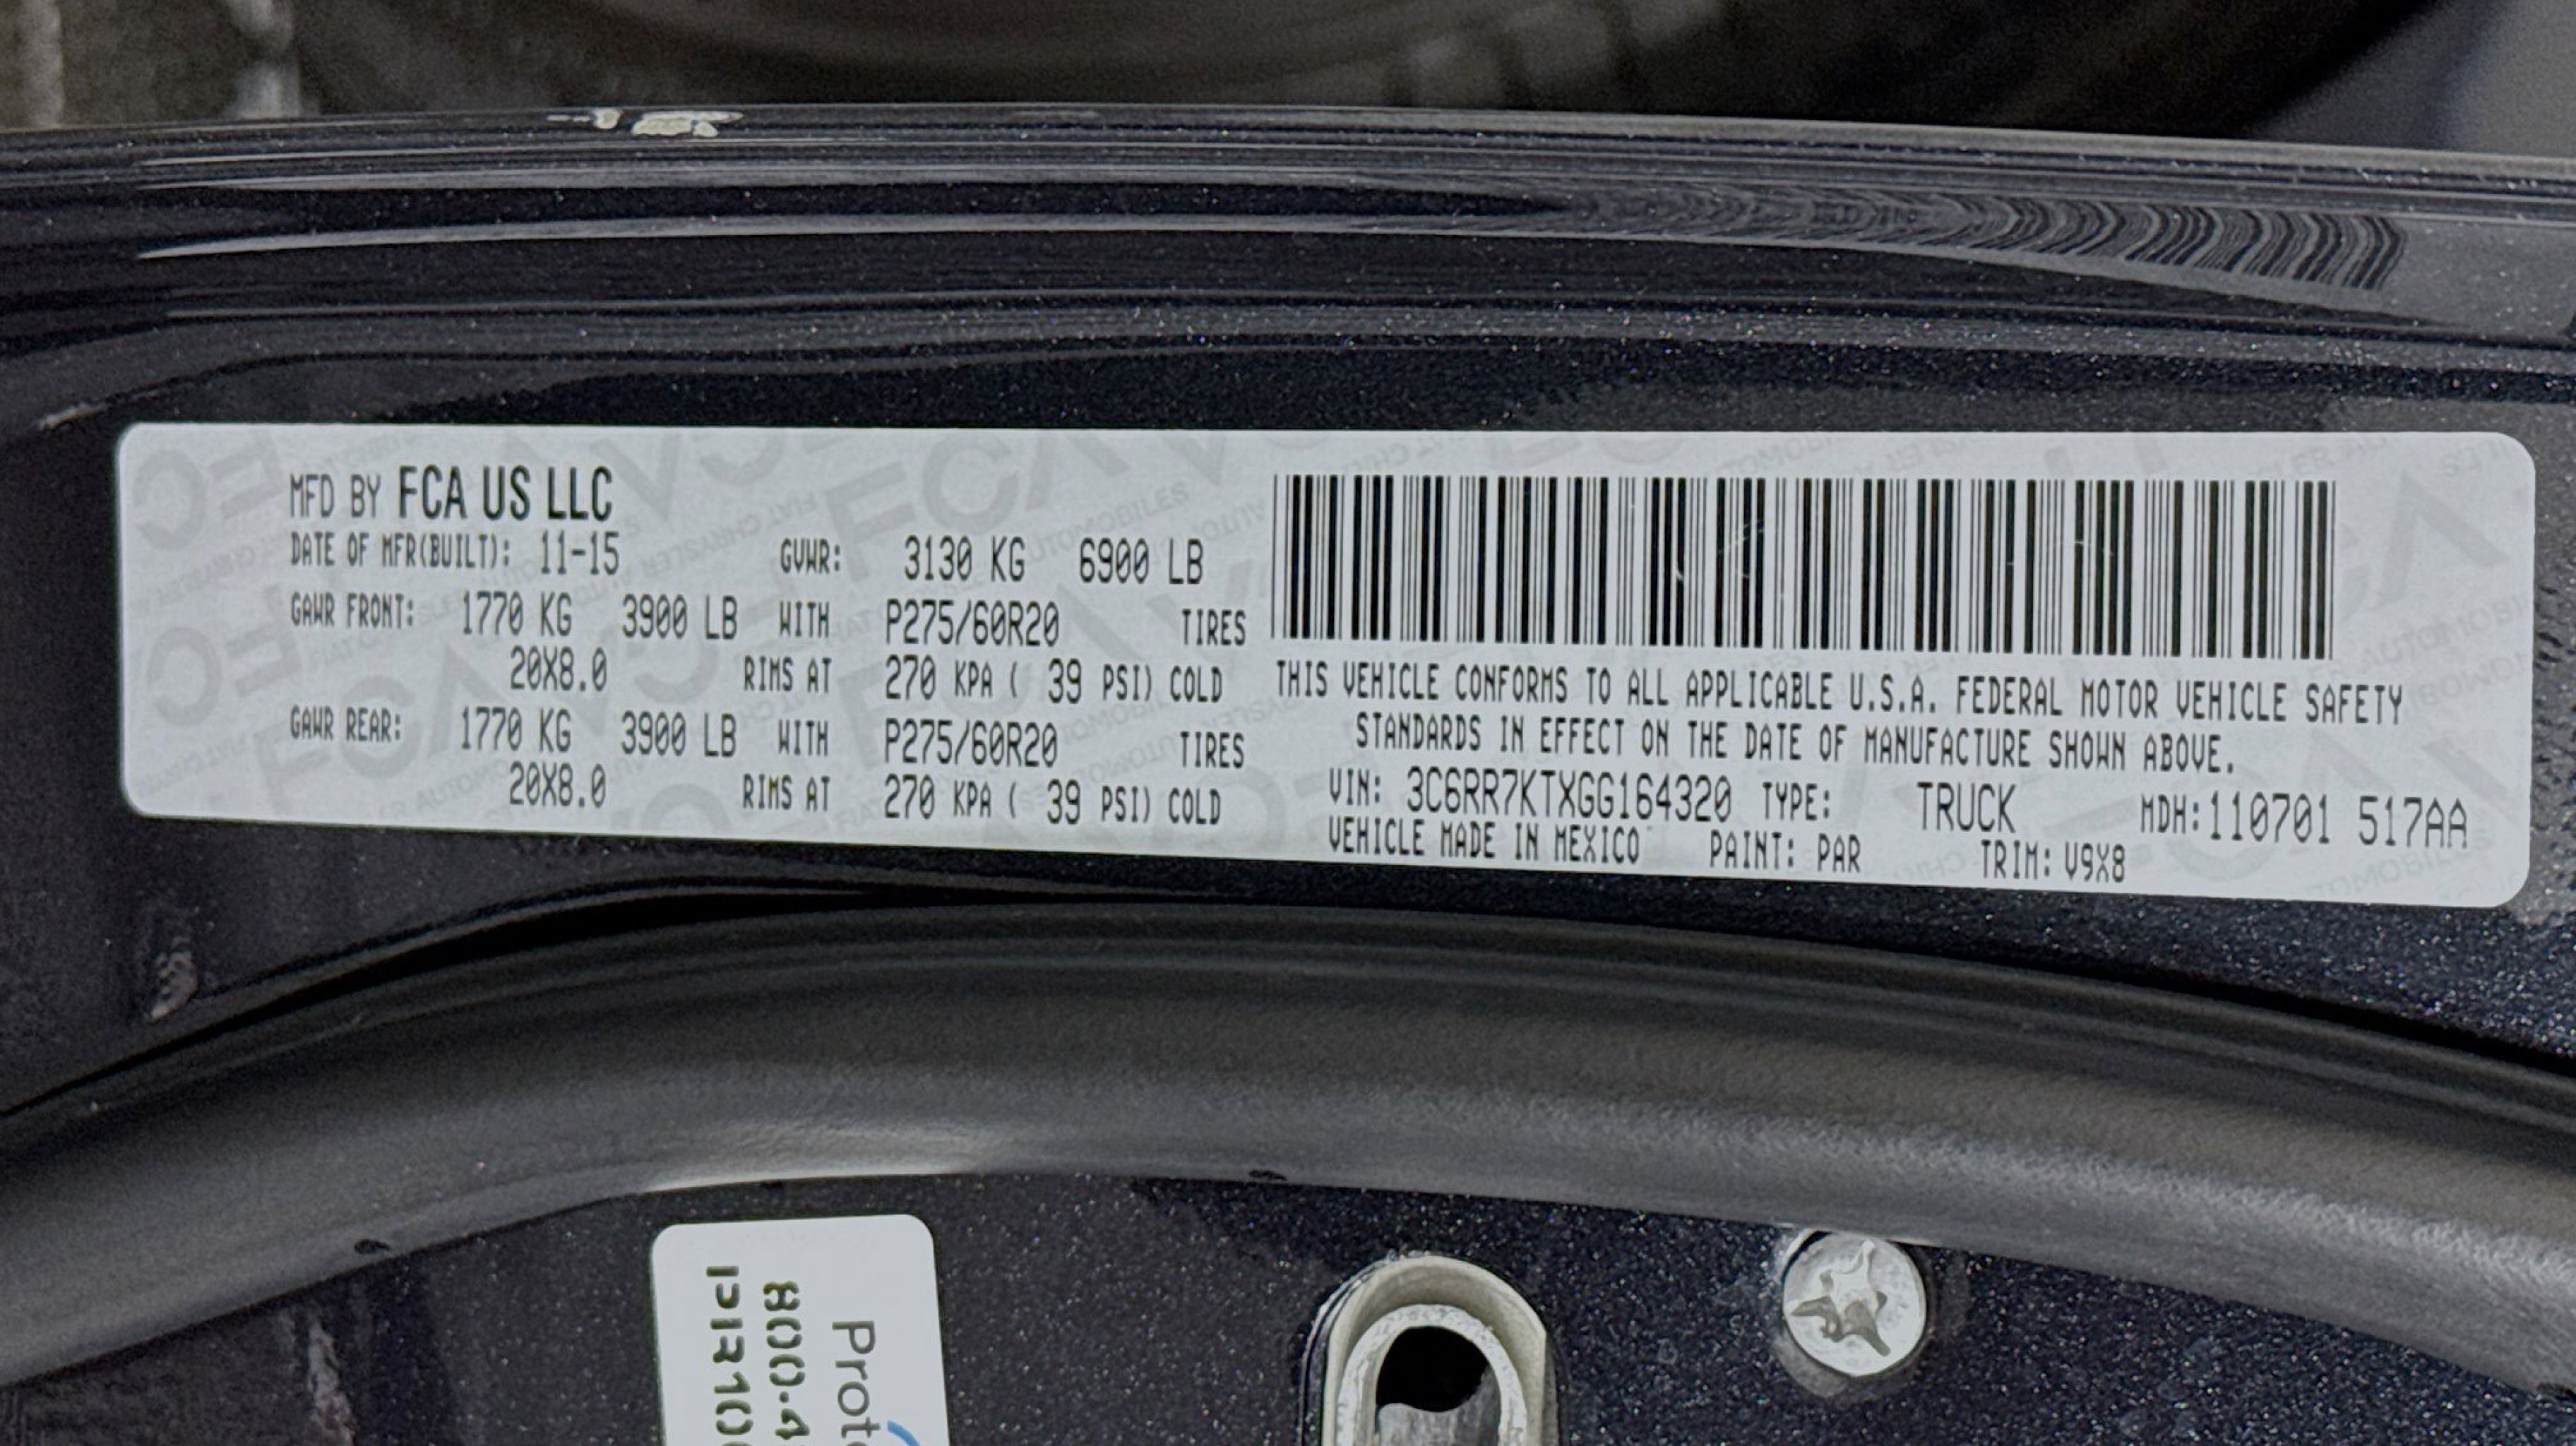 MFD BY FCA US LLC
DATE OF MFR(BUILT): 11-15 GVWR: 3130 KG 6900 LB
GAWR FRONT: 1770 KG 3900 LB WITH P275/60R20 TIRES
20X8.0 RIMS AT 270 KPA ( 39 PSI) COLD
GAWR REAR: 1770 KG 3900 LB WITH P275/60R20 TIRES
20X8.0 RIMS AT 270 KPA ( 39 PSI) COLD
THIS VEHICLE CONFORMS TO ALL APPLICABLE U.S.A. FEDERAL MOTOR VEHICLE SAFETY
STANDARDS IN EFFECT ON THE DATE OF MANUFACTURE SHOWN ABOVE.
VIN: 3C6RR7KTXGG164320 TYPE: TRUCK MDH:110701 517AA
VEHICLE MADE IN MEXICO PAINT: PAR TRIM: V9X8